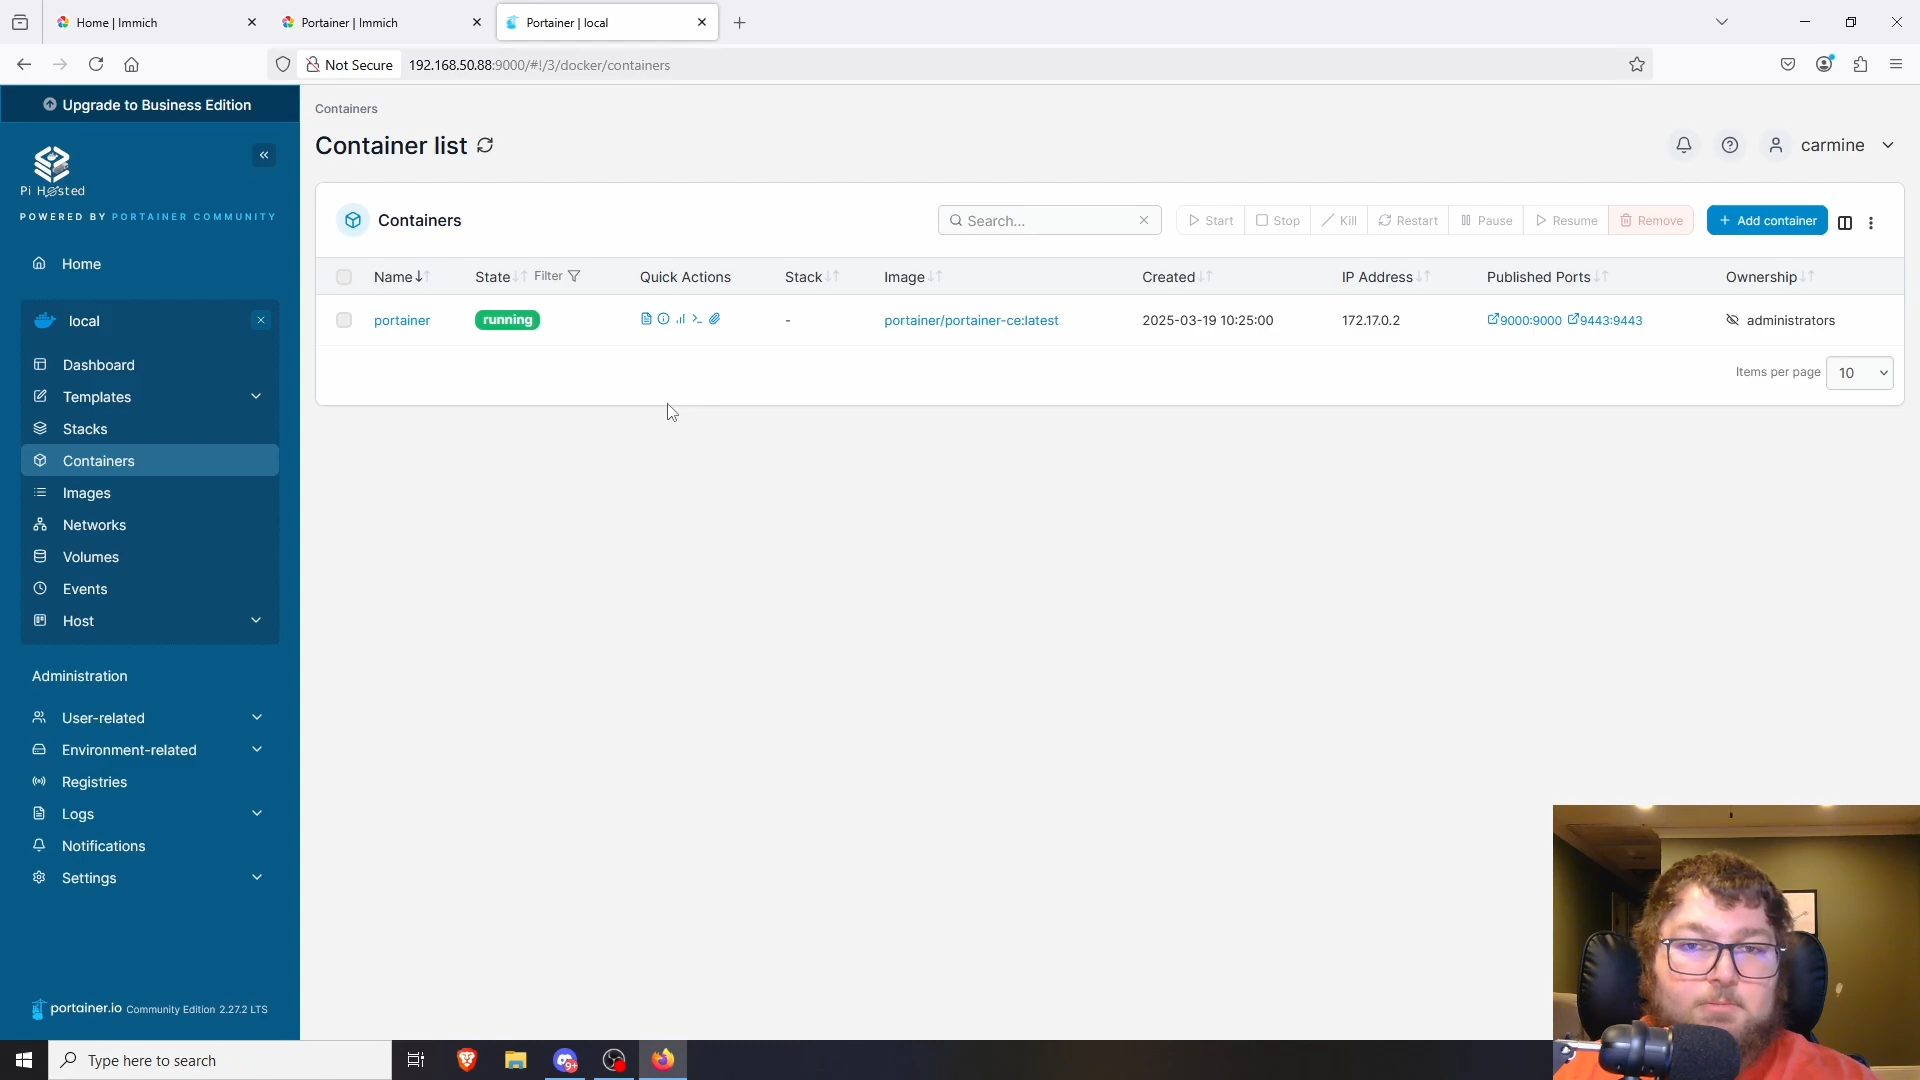 Home | Immich
Portainer | Immich
Portainer | local
Not Secure
192.168.50.88:9000/#!/3/docker/containers
Upgrade to Business Edition
Pi Hosted
POWERED BY PORTAINER COMMUNITY
Home
local
Dashboard
Templates
Stacks
Containers
Images
Networks
Volumes
Events
Host
Administration
User-related
Environment-related
Registries
Logs
Notifications
Settings
portainer.io Community Edition 2.27.2 LTS
Containers
Container list
carmine
Containers
Search...
Start
Stop
Kill
Restart
Pause
Resume
Remove
+ Add container
Name State Filter Quick Actions Stack Image Created IP Address Published Ports Ownership
portainer running - portainer/portainer-ce:latest 2025-03-19 10:25:00 172.17.0.2 9000:9000 9443:9443 administrators
Items per page 10
Type here to search
9+